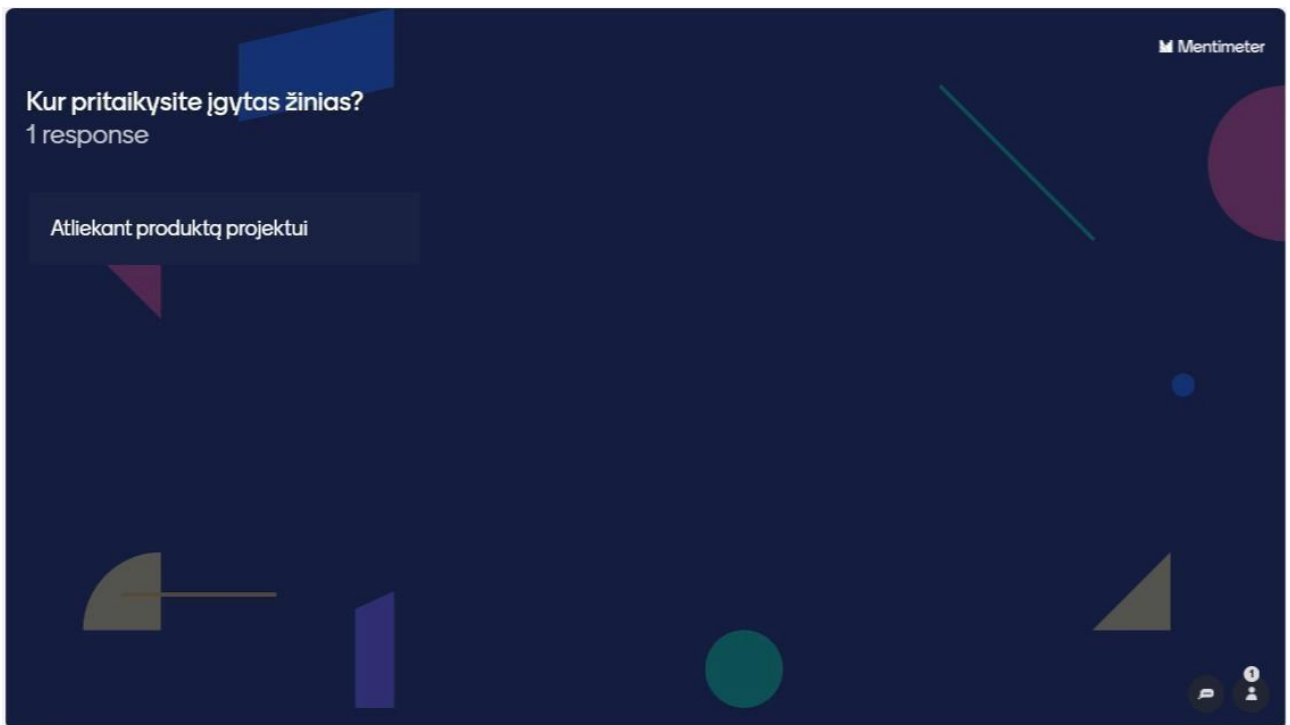 Mentimeter
Kur pritaikysite įgytas žinias?
1 response
Atliekant produktą projektui
1